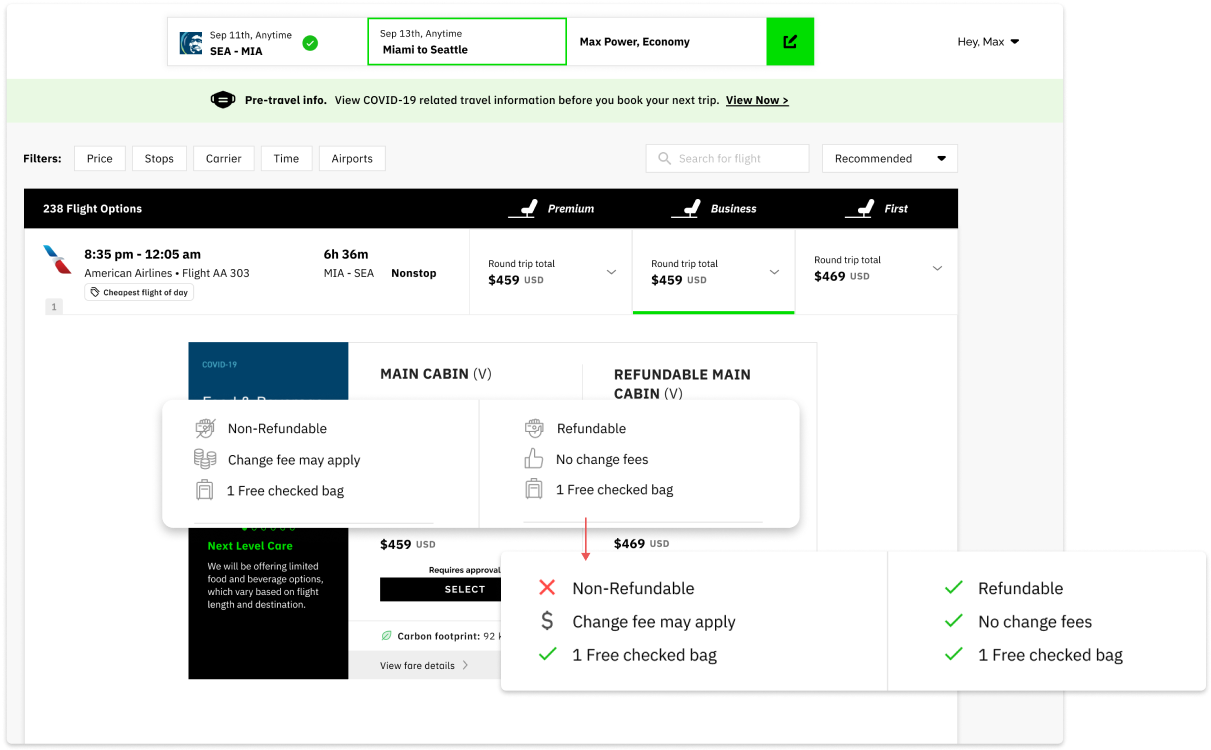 Sep 11th, Anytime
SEA - MIA
Sep 13th, Anytime
Miami to Seattle
Max Power, Economy
Hey, Max
Pre-travel info. View COVID-19 related travel information before you book your next trip. View Now >
Filters:
Price
Stops
Carrier
Time
Airports
Search for flight
Recommended
238 Flight Options
Premium
Business
First
8:35 pm - 12:05 am
American Airlines • Flight AA 303
Cheapest flight of day
1
6h 36m
MIA - SEA Nonstop
Round trip total
$459 USD
Round trip total
$459 USD
Round trip total
$469 USD
COVID-19
MAIN CABIN (V)
REFUNDABLE MAIN
CABIN (V)
Non-Refundable
Change fee may apply
1 Free checked bag
Refundable
No change fees
1 Free checked bag
Next Level Care
We will be offering limited
food and beverage options,
which vary based on flight
length and destination.
$459 USD
Requires approval
SELECT
Carbon footprint: 92
View fare details
$469 USD
Non-Refundable
$ Change fee may apply
1 Free checked bag
Refundable
No change fees
1 Free checked bag